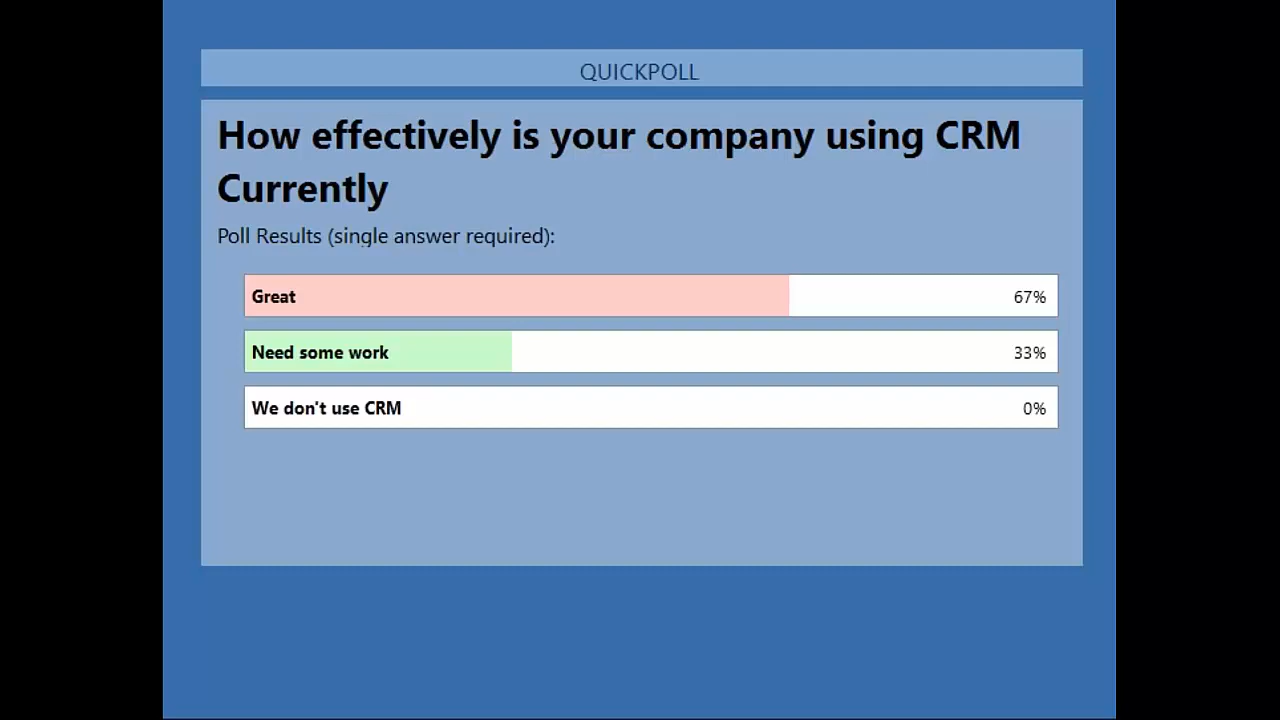 QUICKPOLL
How effectively is your company using CRM
Currently
Poll Results (single answer required):
Great 67%
Need some work 33%
We don't use CRM 0%